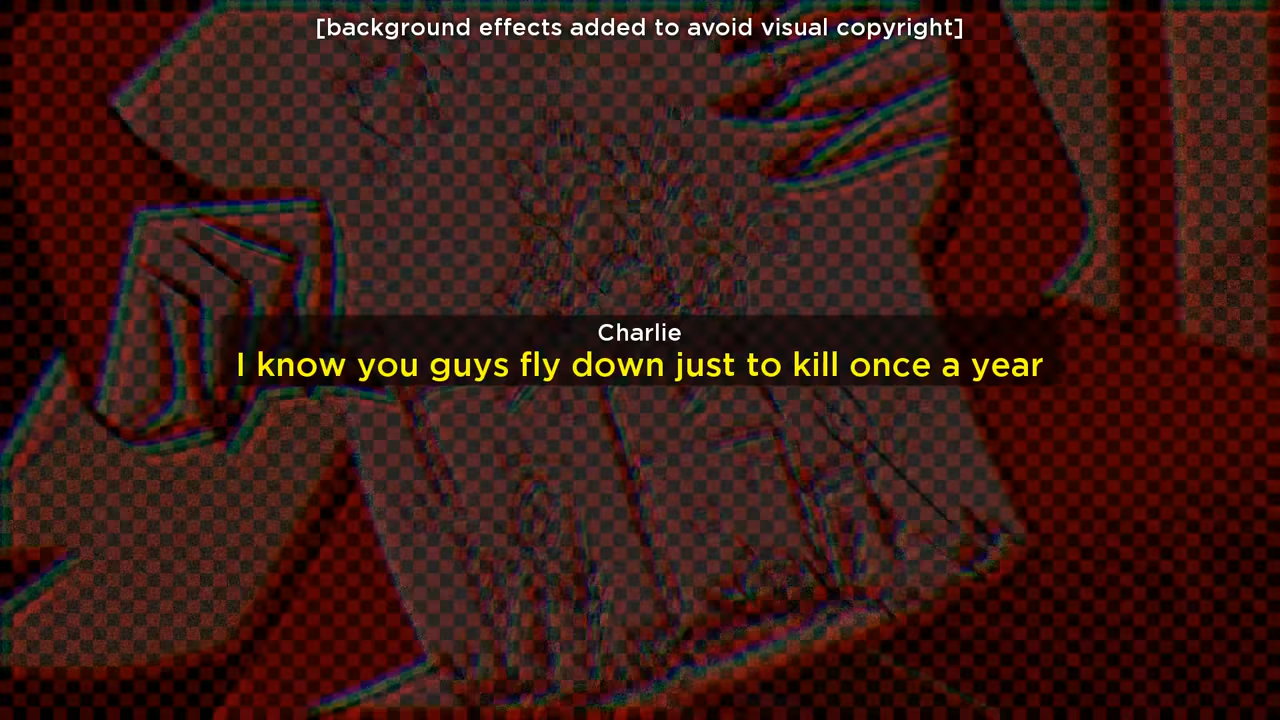 [background effects added to avoid visual copyright]
Charlie
I know you guys fly down just to kill once a year